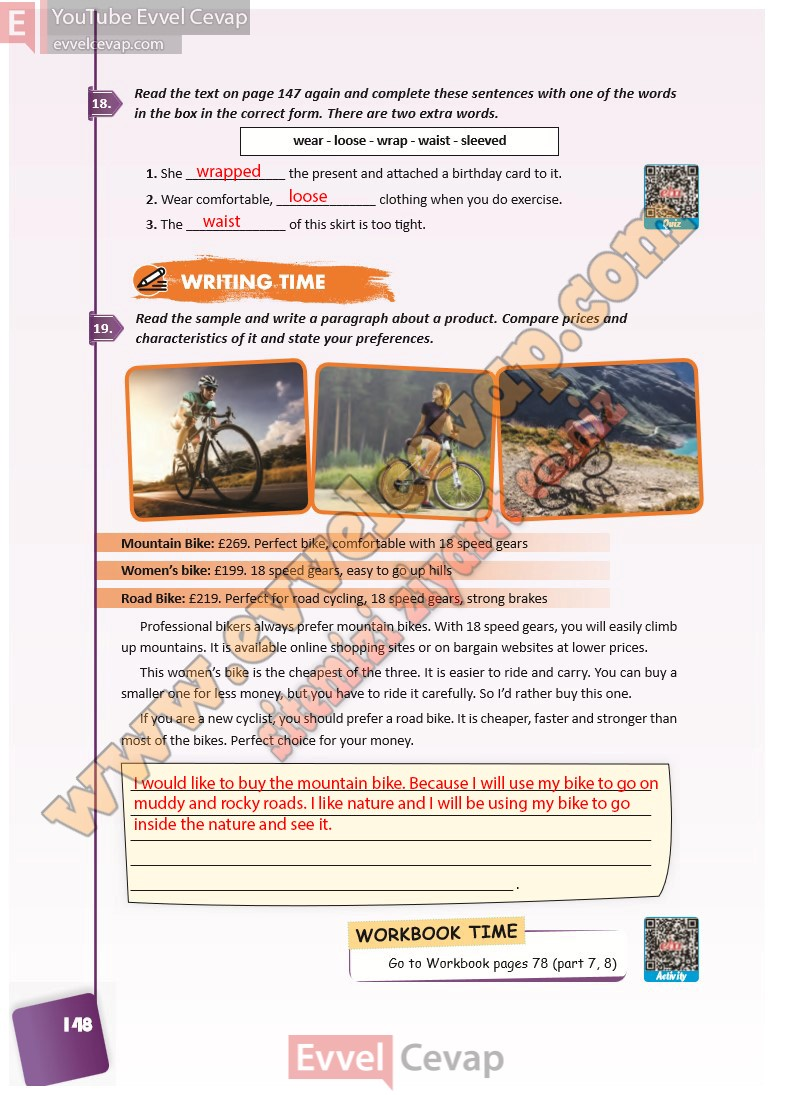 E YouTube Evvel Cevap
evvelcevap.com
18. Read the text on page 147 again and complete these sentences with one of the words
in the box in the correct form. There are two extra words.
wear - loose - wrap - waist - sleeved
1. She wrapped the present and attached a birthday card to it.
2. Wear comfortable, loose clothing when you do exercise.
3. The waist of this skirt is too tight.
Quiz
WRITING TIME
19. Read the sample and write a paragraph about a product. Compare prices and
characteristics of it and state your preferences.
Mountain Bike: £269. Perfect bike, comfortable with 18 speed gears
Women's bike: £199. 18 speed gears, easy to go up hills
Road Bike: £219. Perfect for road cycling, 18 speed gears, strong brakes
Professional bikers always prefer mountain bikes. With 18 speed gears, you will easily climb
up mountains. It is available online shopping sites or on bargain websites at lower prices.
This women's bike is the cheapest of the three. It is easier to ride and carry. You can buy a
smaller one for less money, but you have to ride it carefully. So I'd rather buy this one.
If you are a new cyclist, you should prefer a road bike. It is cheaper, faster and stronger than
most of the bikes. Perfect choice for your money.
I would like to buy the mountain bike. Because I will use my bike to go on
muddy and rocky roads. I like nature and I will be using my bike to go
inside the nature and see it.
.
www.evvelcevap.com
sitemizi ziyaret ediniz
WORKBOOK TIME
Go to Workbook pages 78 (part 7, 8)
Activity
148
Evvel Cevap